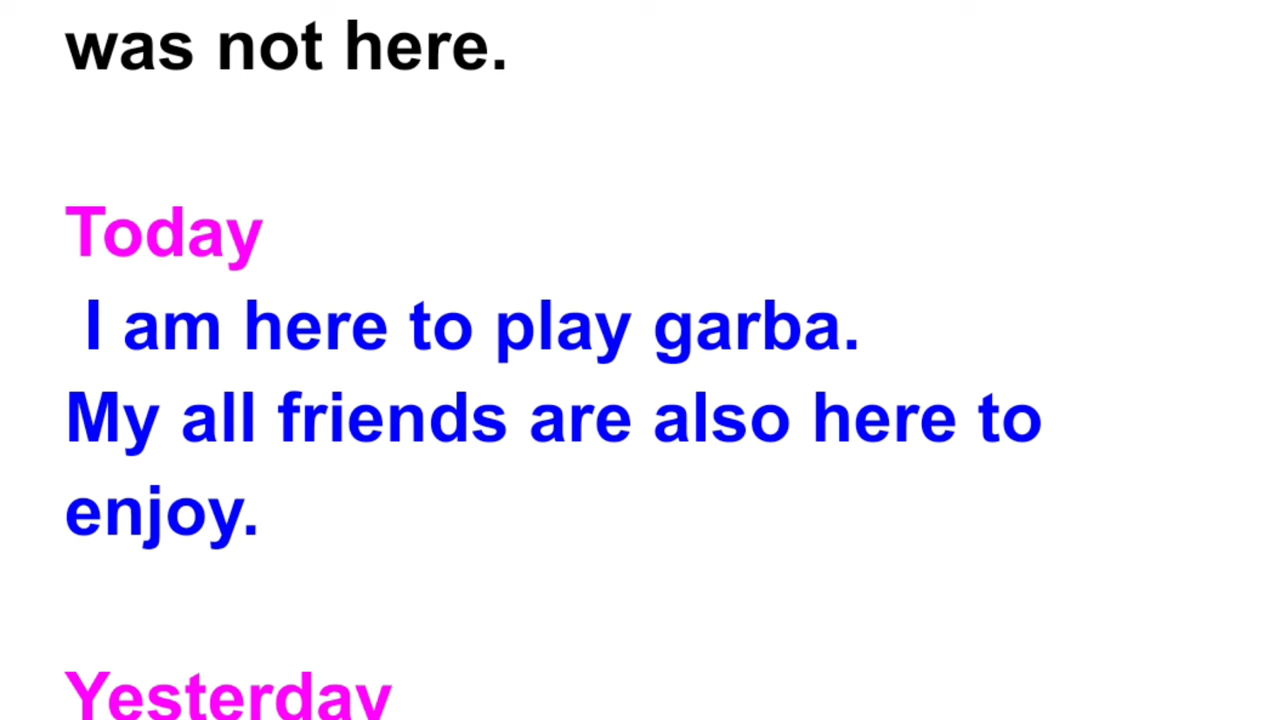 was not here.
Today
I am here to play garba.
My all friends are also here to
enjoy.
Yesterday